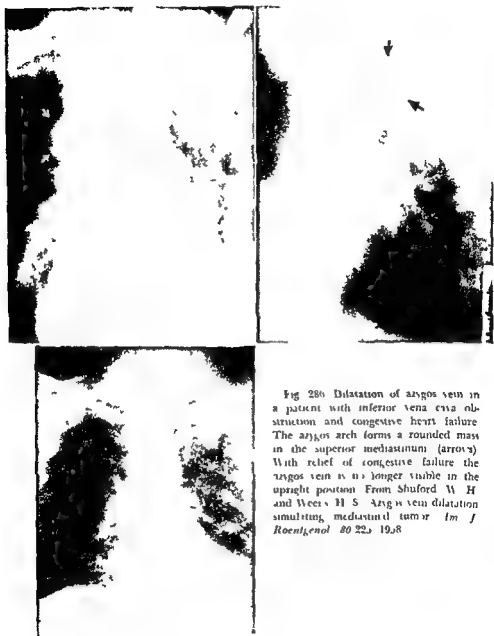 Fig 286 Dilatation of azygos vein in
a patient with inferior vena cava ob-
struction and congestive heart failure
The azygos arch forms a rounded mass
in the superior mediastinum (arrows)
With relief of congestive failure the
azygos vein is no longer visible in the
upright position From Shuford W H
and Weens H S Azygos vein dilatation
simulating mediastinal tumor Am J
Roentgenol 80 225 1958